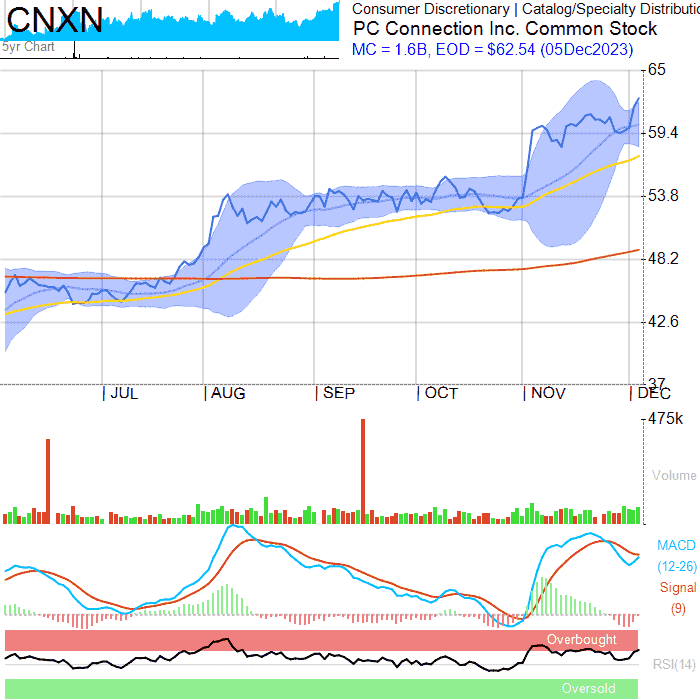 CNXN
5yr Chart
Consumer Discretionary | Catalog/Specialty Distributio
PC Connection Inc. Common Stock
MC = 1.6B, EOD = $62.54 (05Dec2023)
65
59.4
53.8
48.2
42.6
37
| JUL | AUG | SEP | OCT | NOV | DEC
475k
Volume
MACD
(12-26)
Signal
(9)
Overbought
RSI(14)
Oversold